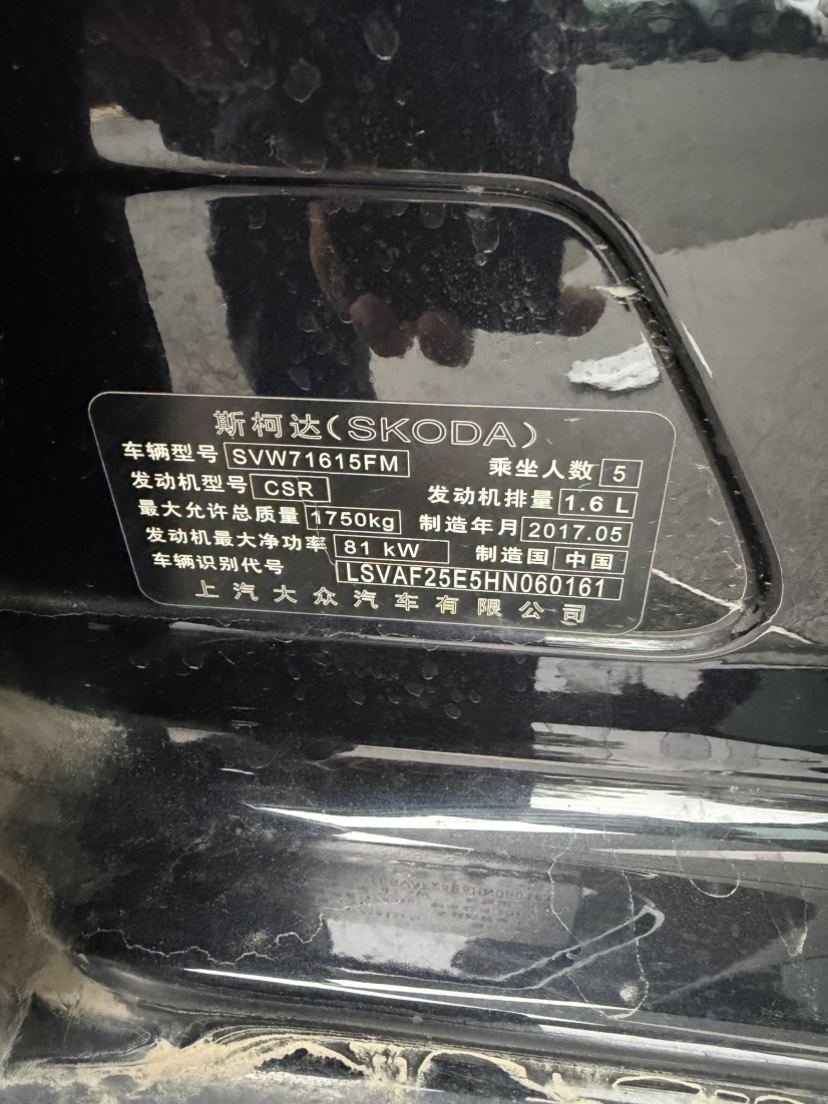 斯柯达(SKODA)
车辆型号 SVW71615FM 乘坐人数 5
发动机型号 CSR 发动机排量 1.6 L
最大允许总质量 1750kg 制造年月 2017.05
发动机最大净功率 81 kW 制造国 中国
车辆识别代号 LSVAF25E5HN060161
上汽大众汽车有限公司